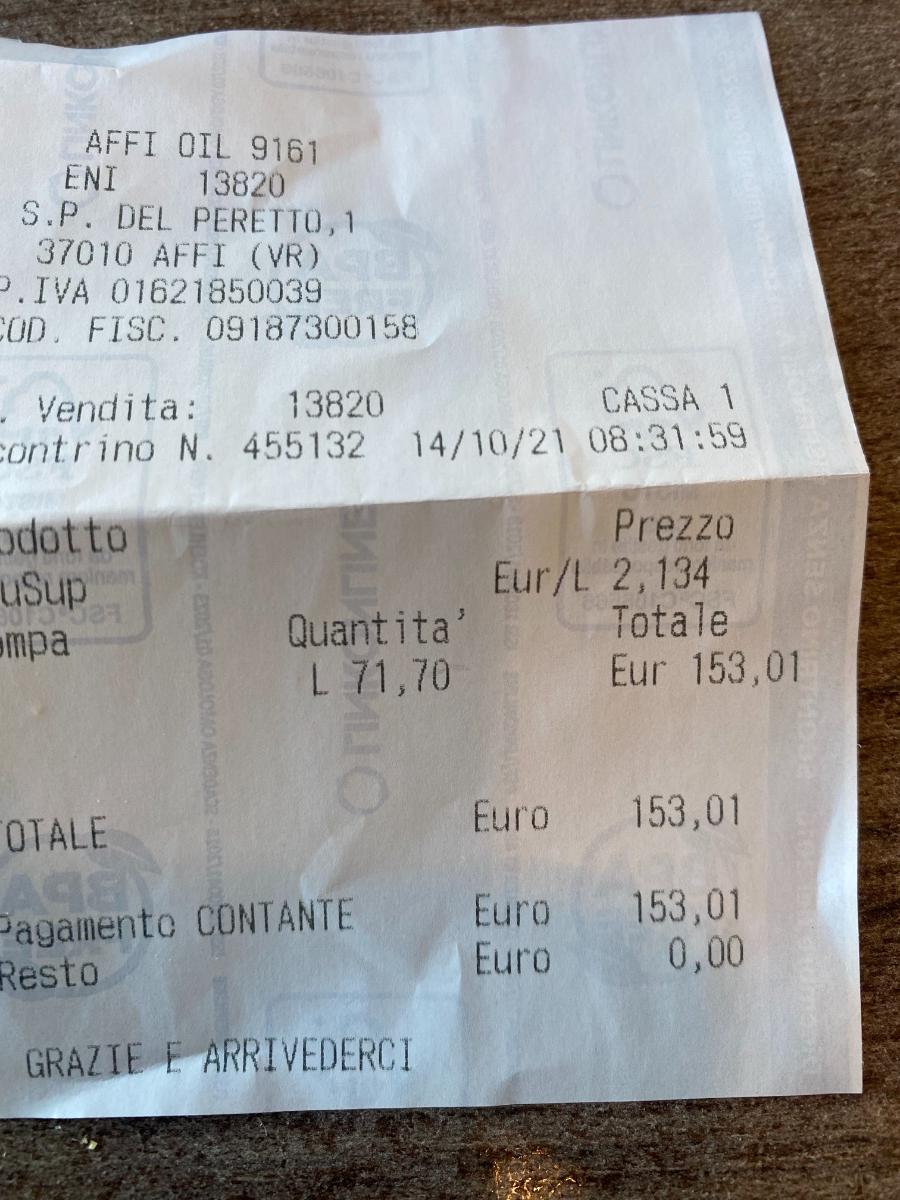 AFFI OIL 9161
ENI 13820
S.P. DEL PERETTO,1
37010 AFFI (VR)
P.IVA 01621850039
COD. FISC. 09187300158
. Vendita: 13820 CASSA 1
contrino N. 455132 14/10/21 08:31:59
odotto Prezzo
uSup Eur/L 2,134
ompa Quantita' Totale
L 71,70 Eur 153,01
TOTALE Euro 153,01
Pagamento CONTANTE Euro 153,01
Resto Euro 0,00
GRAZIE E ARRIVEDERCI